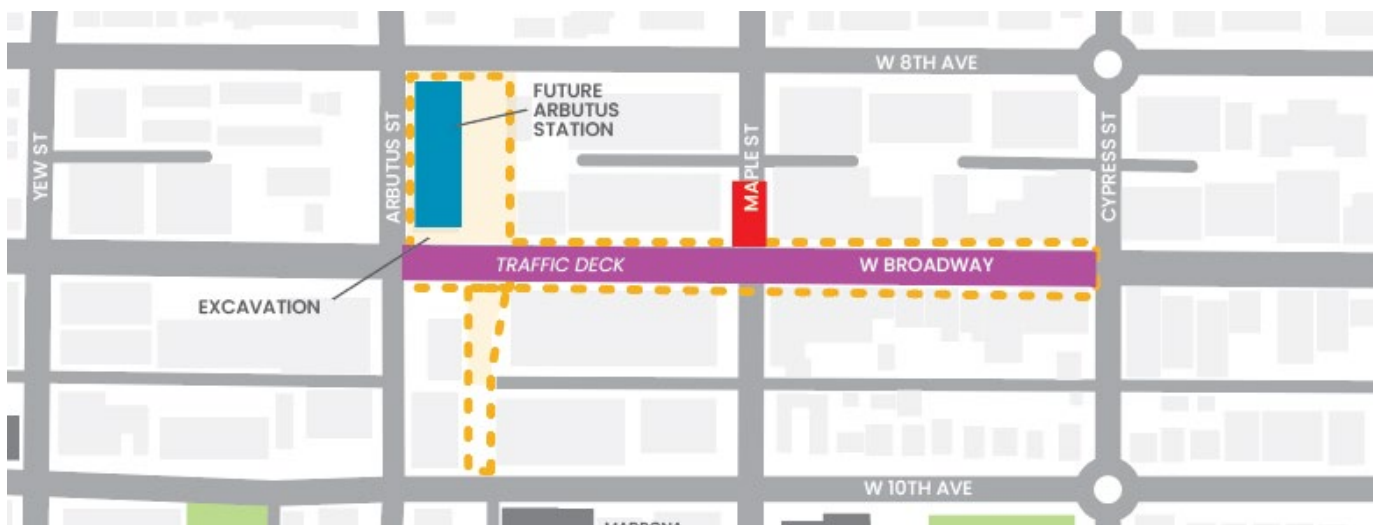 W 8TH AVE
FUTURE
ARBUTUS
STATION
YEW ST
ARBUTUS ST
MAPLE ST
CYPRESS ST
TRAFFIC DECK
W BROADWAY
EXCAVATION
W 10TH AVE